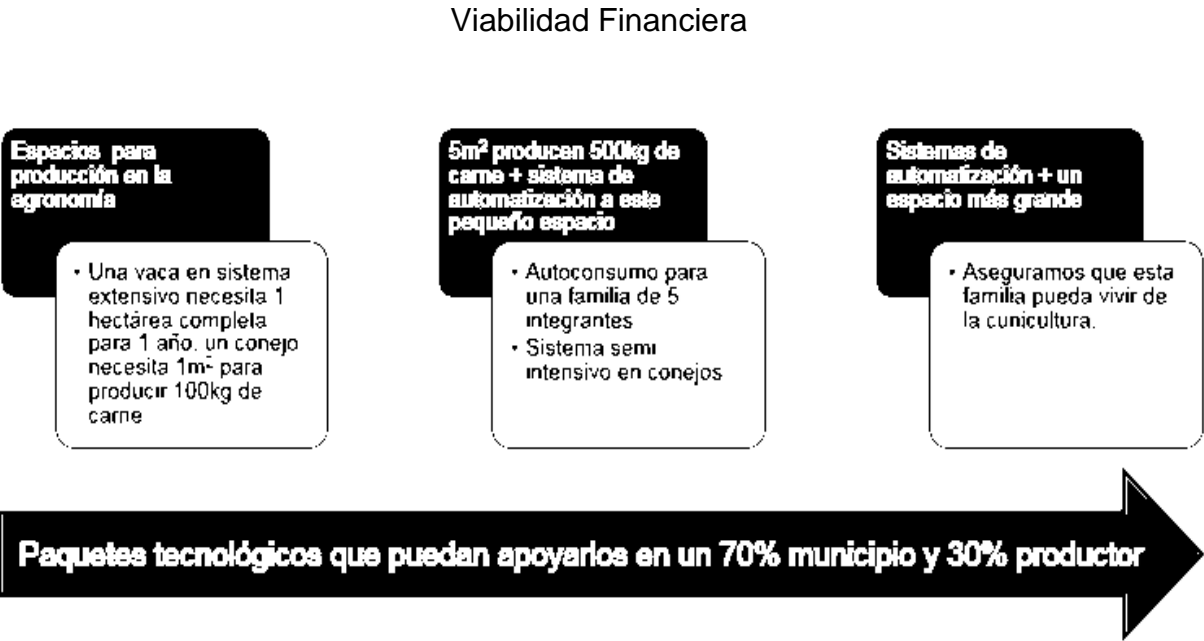 Viabilidad Financiera
Espacios para
producción en la
agronomía
• Una vaca en sistema
extensivo necesita 1
hectárea completa
para 1 año. un conejo
necesita 1m² para
producir 100kg de
carne
5m² producen 500kg de
carne + sistema de
automatización a este
pequeño espacio
• Autoconsumo para
una familia de 5
integrantes
• Sistema semi
intensivo en conejos
Sistemas de
automatización + un
espacio más grande
• Aseguramos que esta
familia pueda vivir de
la cunicultura.
Paquetes tecnológicos que puedan apoyarlos en un 70% municipio y 30% productor